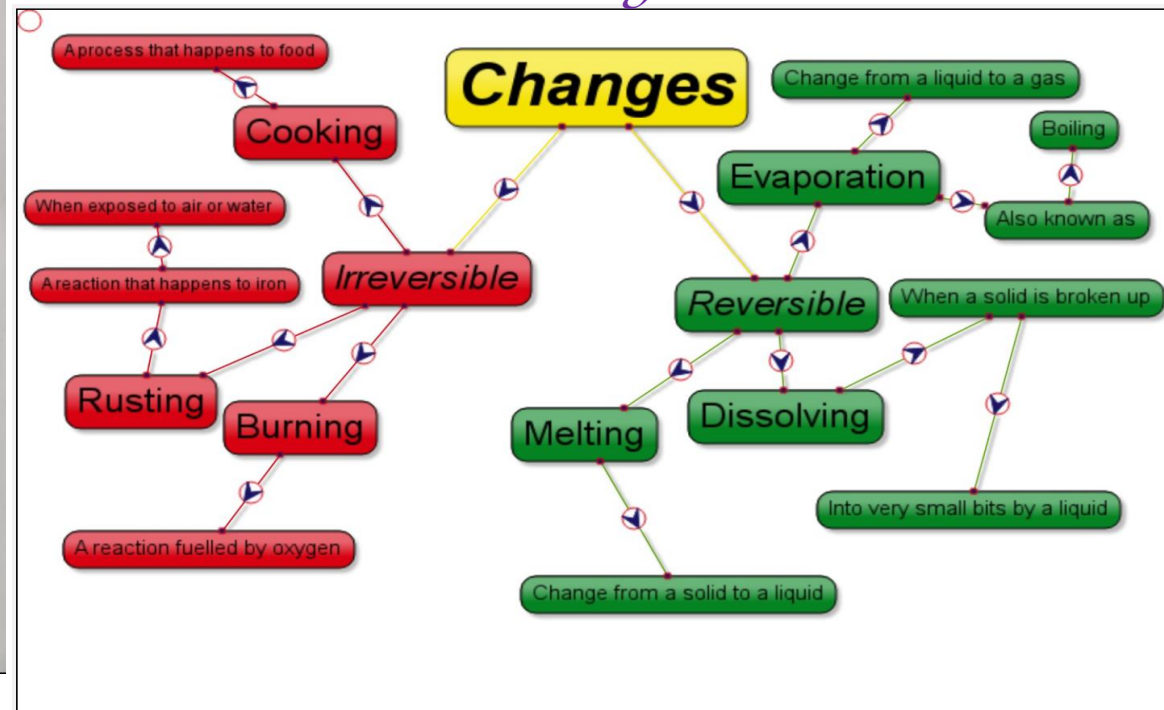 Changes
A process that happens to food
Cooking
When exposed to air or water
A reaction that happens to iron
Irreversible
Rusting
Burning
A reaction fuelled by oxygen
Change from a liquid to a gas
Boiling
Evaporation
Also known as
Reversible
When a solid is broken up
Melting
Dissolving
Into very small bits by a liquid
Change from a solid to a liquid